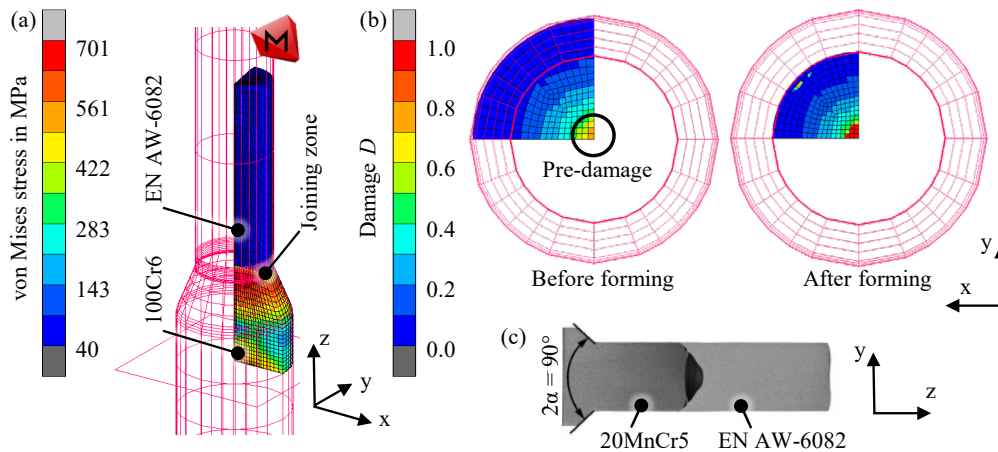 (a)
von Mises stress in MPa
701
561
422
283
143
40
EN AW-6082
100Cr6
Joining zone
M
z
y
x
(b)
Damage D
1.0
0.8
0.6
0.4
0.2
0.0
Pre-damage
Before forming
After forming
y
x
(c)
2α = 90°
20MnCr5
EN AW-6082
y
z